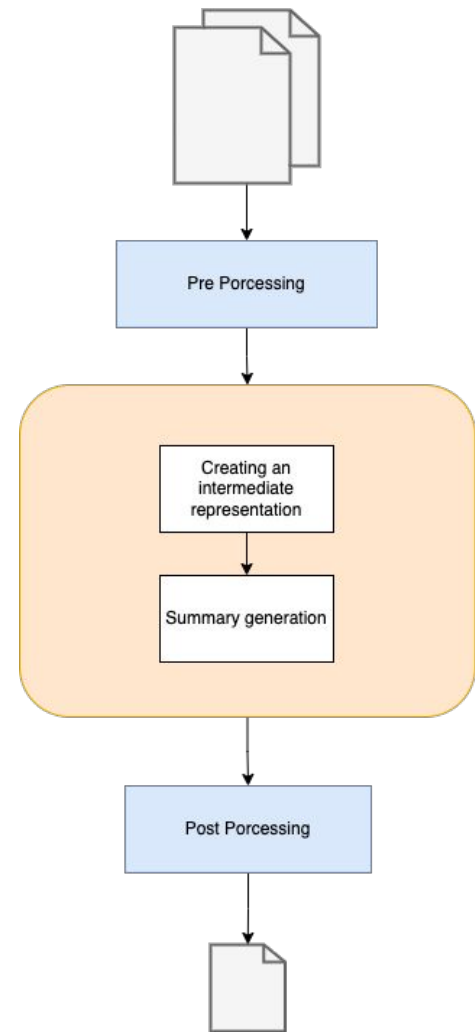 Pre Porcessing
Creating an
intermediate
representation
Summary generation
Post Porcessing